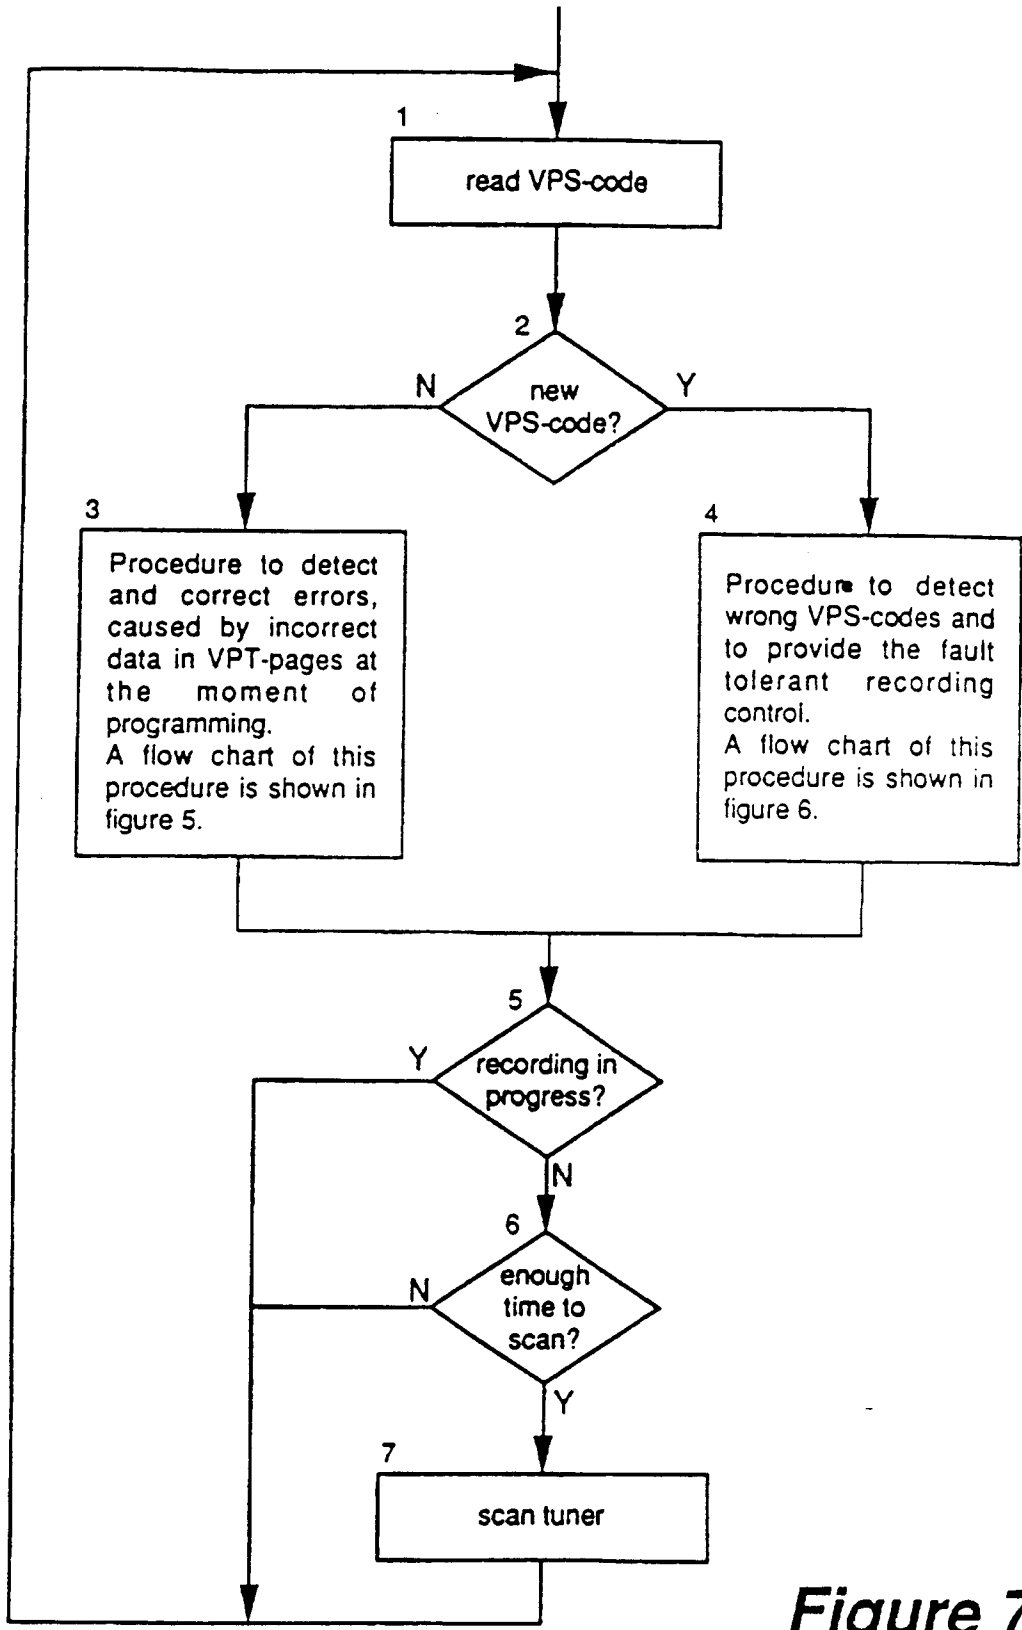 1
read VPS-code
2
N
Y
new
VPS-code?
3
Procedure to detect
and correct errors,
caused by incorrect
data in VPT-pages at
the moment of
programming.
A flow chart of this
procedure is shown in
figure 5.
4
Procedure to detect
wrong VPS-codes and
to provide the fault
tolerant recording
control.
A flow chart of this
procedure is shown in
figure 6.
5
Y
recording in
progress?
N
6
N
enough
time to
scan?
Y
7
scan tuner
Figure 7